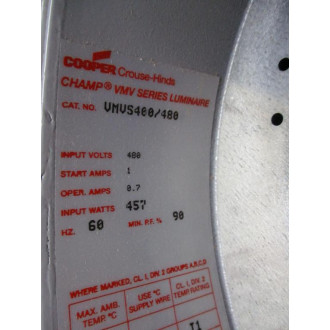 COOPER Crouse-Hinds
CHAMP® VMV SERIES LUMINAIRE
CAT. NO. VMVS400/480
INPUT VOLTS 480
START AMPS 1
OPER. AMPS 0.7
INPUT WATTS 457
HZ. 60 MIN. P.F. % 90
WHERE MARKED, CL. I, DIV. 2 GROUPS A,B,C,D
MAX. AMB. TEMP. °C USE °C SUPPLY WIRE CL. I, DIV. 2 TEMP. RATING